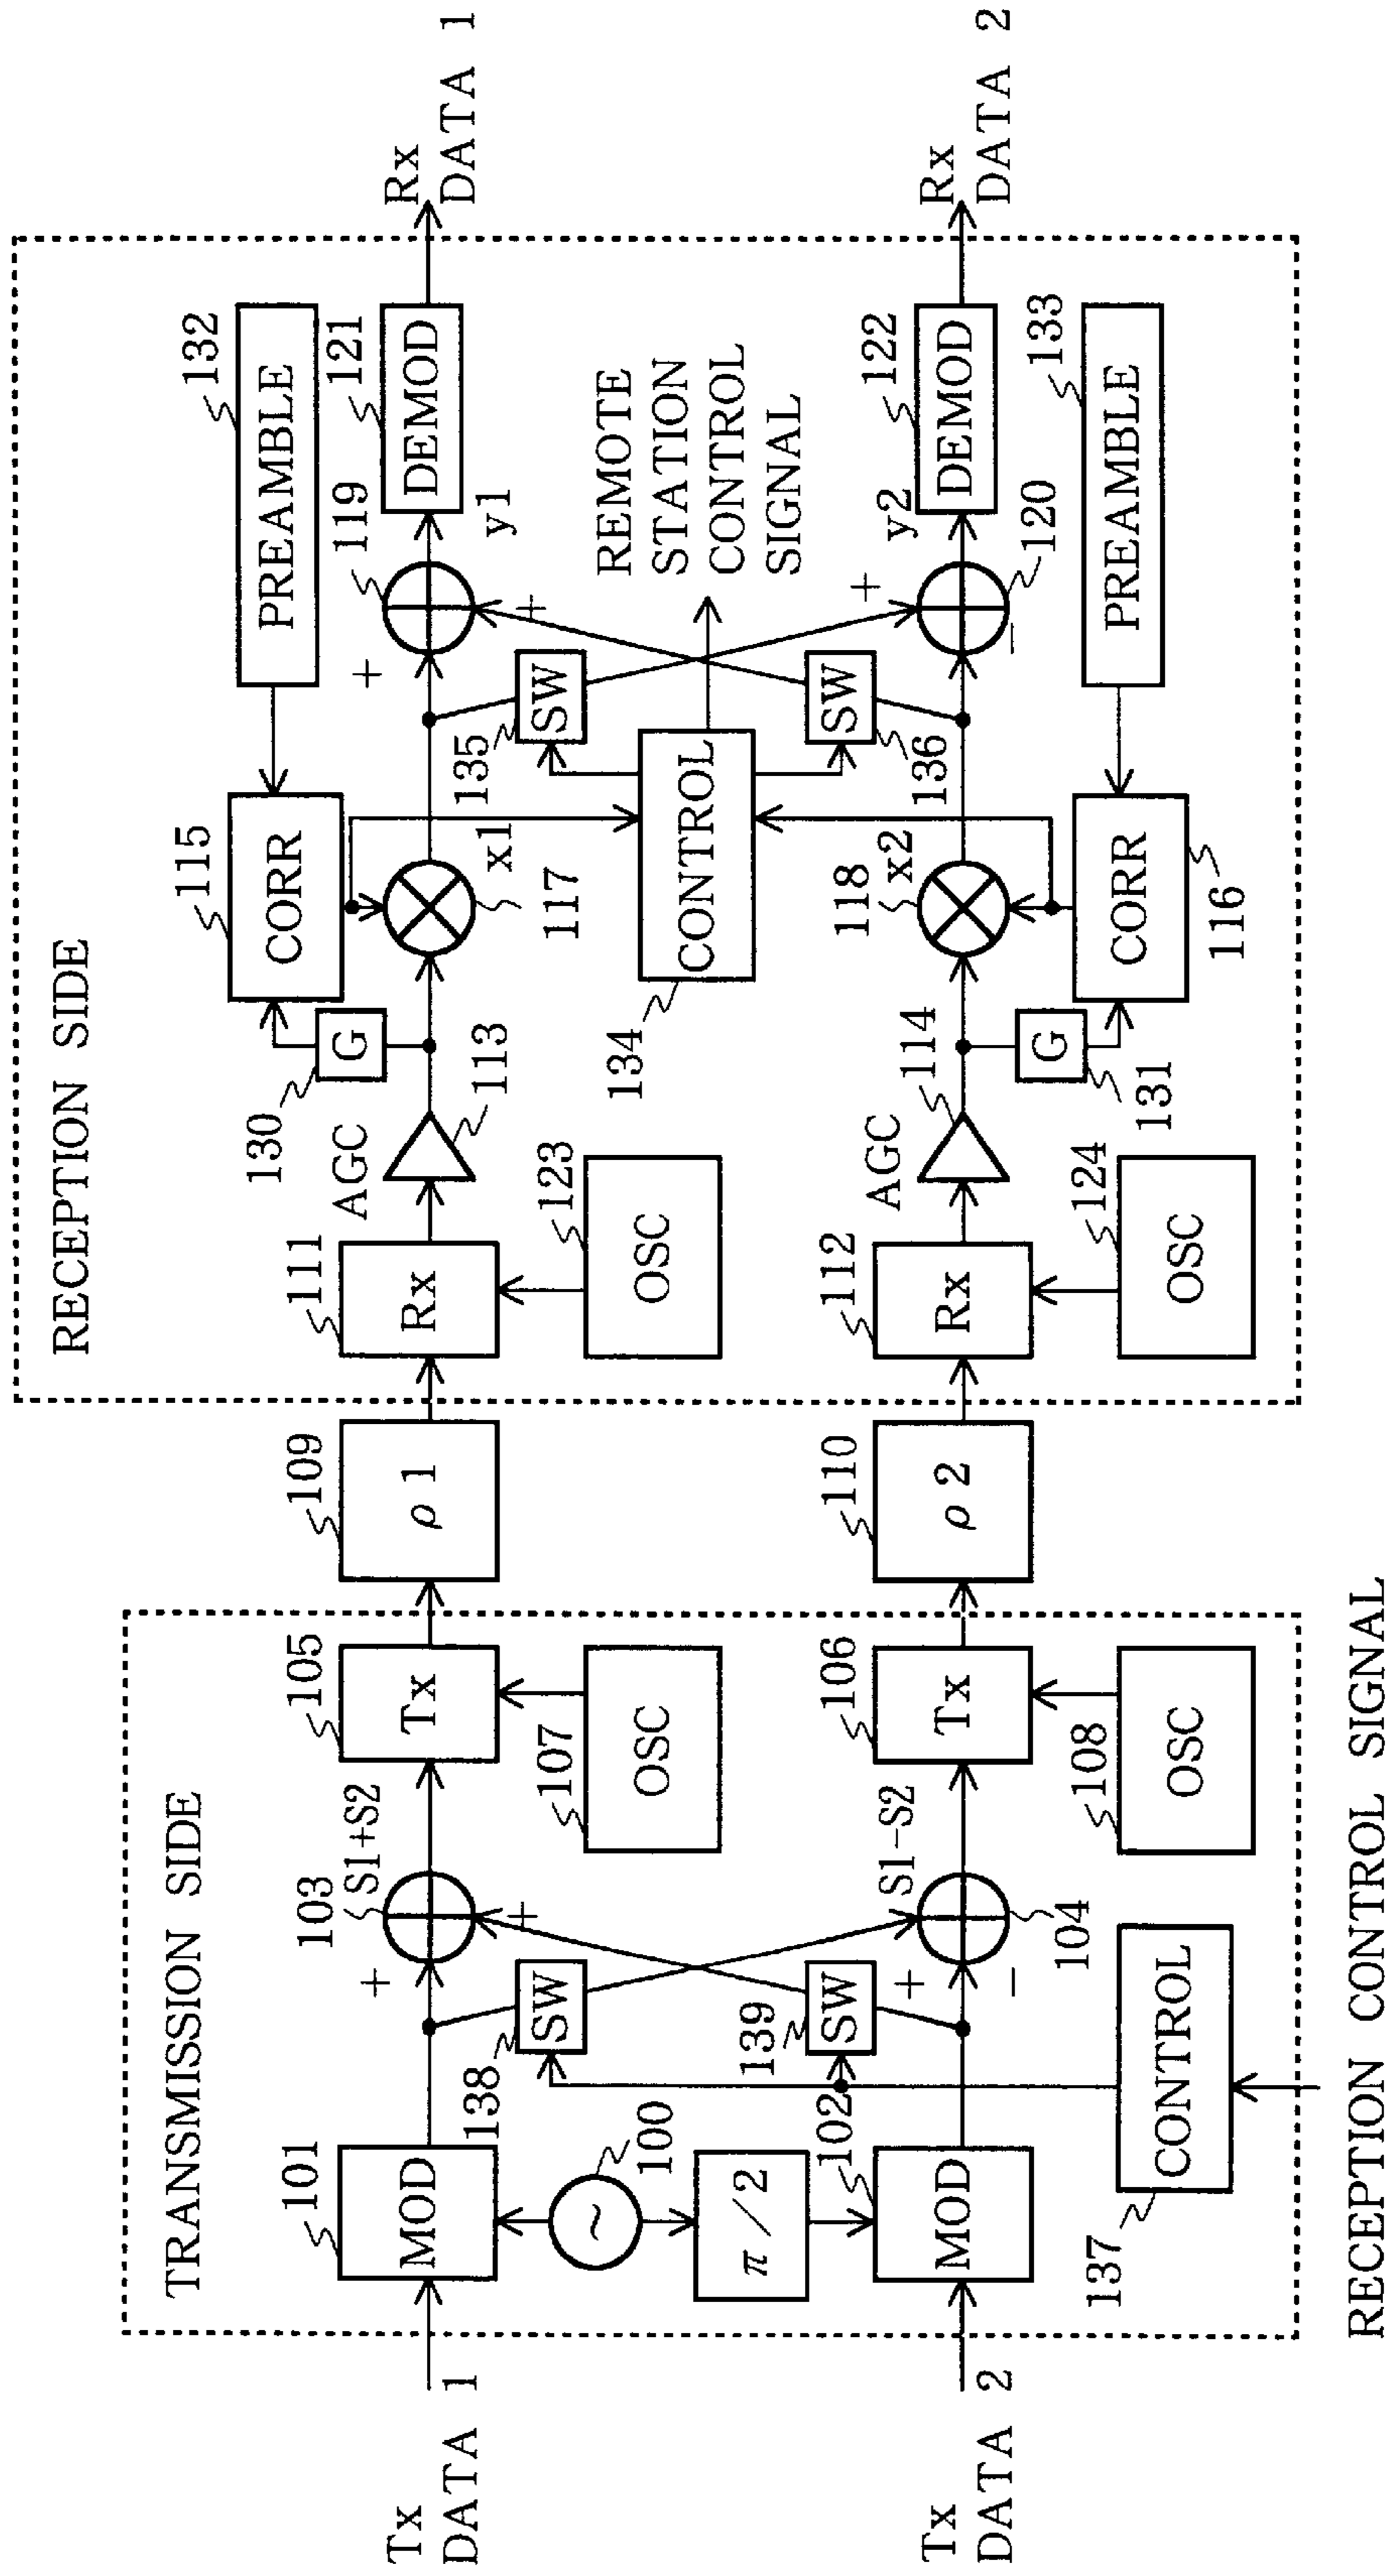 TRANSMISSION SIDE
RECEPTION SIDE
Tx
DATA 1
101
MOD
138
SW
+
+
103
S1+S2
105
Tx
107
OSC
109
ρ1
111
Rx
123
OSC
AGC
113
130
G
115
CORR
132
PREAMBLE
117
x1
135
SW
+
+
119
y1
121
DEMOD
Rx
DATA 1
100
~
π/2
139
SW
134
CONTROL
REMOTE
STATION
CONTROL
SIGNAL
Tx
DATA 2
102
MOD
+
−
104
S1−S2
106
Tx
108
OSC
110
ρ2
112
Rx
124
OSC
AGC
114
131
G
116
CORR
133
PREAMBLE
118
x2
136
SW
+
−
120
y2
122
DEMOD
Rx
DATA 2
137
CONTROL
RECEPTION CONTROL SIGNAL